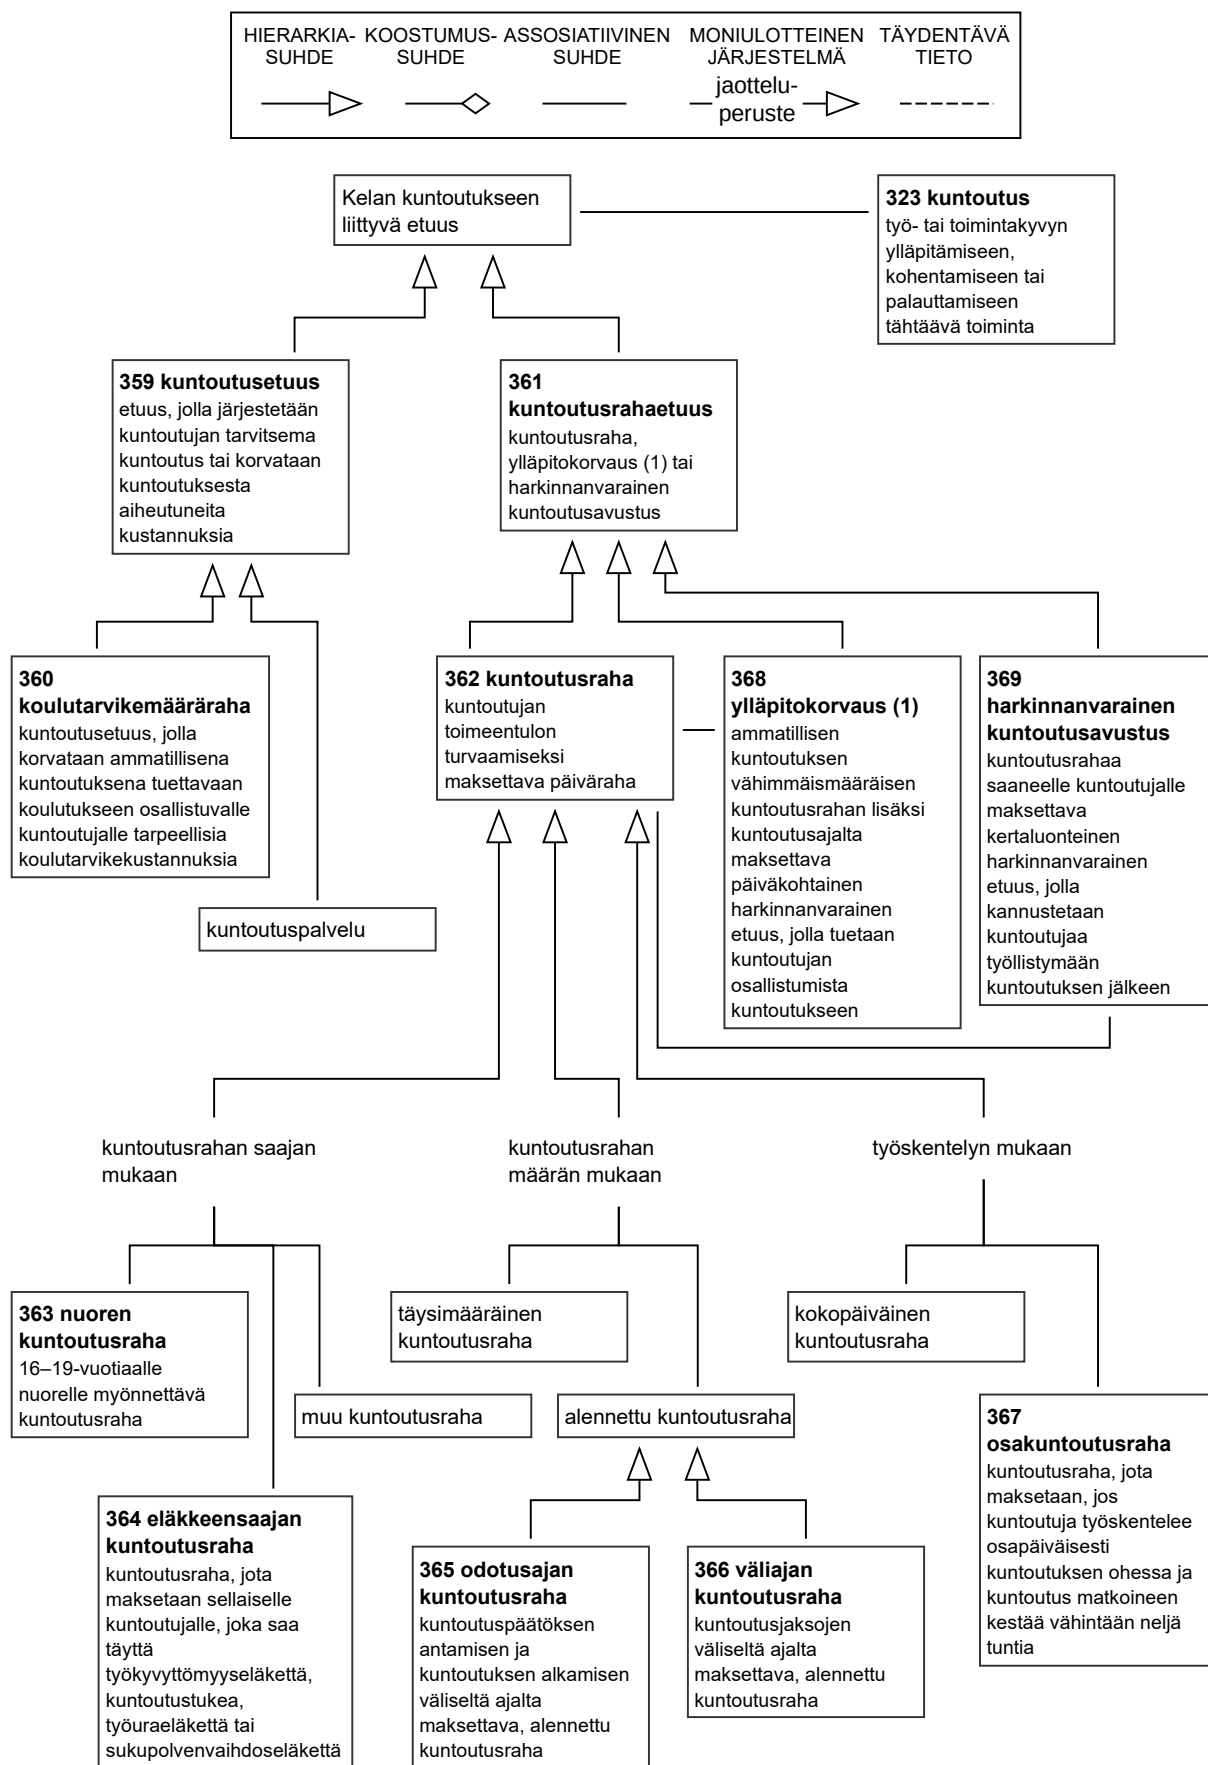 HIERARKIA-
SUHDE
KOOSTUMUS-
SUHDE
ASSOSIATIIVINEN
SUHDE
MONIULOTTEINEN
JÄRJESTELMÄ
TÄYDENTÄVÄ
TIETO
jaottelu-
peruste
Kelan kuntoutukseen
liittyvä etuus
323 kuntoutus
työ- tai toimintakyvyn
ylläpitämiseen,
kohentamiseen tai
palauttamiseen
tähtäävä toiminta
359 kuntoutusetuus
etuus, jolla järjestetään
kuntoutujan tarvitsema
kuntoutus tai korvataan
kuntoutuksesta
aiheutuneita
kustannuksia
361
kuntoutusrahaetuus
kuntoutusraha,
ylläpitokorvaus (1) tai
harkinnanvarainen
kuntoutusavustus
360
koulutarvikemääräraha
kuntoutusetuus, jolla
korvataan ammatillisena
kuntoutuksena tuettavaan
koulutukseen osallistuvalle
kuntoutujalle tarpeellisia
koulutarvikekustannuksia
362 kuntoutusraha
kuntoutujan
toimeentulon
turvaamiseksi
maksettava päiväraha
368
ylläpitokorvaus (1)
ammatillisen
kuntoutuksen
vähimmäismääräisen
kuntoutusrahan lisäksi
kuntoutusajalta
maksettava
päiväkohtainen
harkinnanvarainen
etuus, jolla tuetaan
kuntoutujan
osallistumista
kuntoutukseen
369
harkinnanvarainen
kuntoutusavustus
kuntoutusrahaa
saaneelle kuntoutujalle
maksettava
kertaluonteinen
harkinnanvarainen
etuus, jolla
kannustetaan
kuntoutujaa
työllistymään
kuntoutuksen jälkeen
kuntoutuspalvelu
kuntoutusrahan saajan
mukaan
kuntoutusrahan
määrän mukaan
työskentelyn mukaan
363 nuoren
kuntoutusraha
16–19-vuotiaalle
nuorelle myönnettävä
kuntoutusraha
täysimääräinen
kuntoutusraha
kokopäiväinen
kuntoutusraha
muu kuntoutusraha
alennettu kuntoutusraha
367
osakuntoutusraha
kuntoutusraha, jota
maksetaan, jos
kuntoutuja työskentelee
osapäiväisesti
kuntoutuksen ohessa ja
kuntoutus matkoineen
kestää vähintään neljä
tuntia
364 eläkkeensaajan
kuntoutusraha
kuntoutusraha, jota
maksetaan sellaiselle
kuntoutujalle, joka saa
täyttä
työkyvyttömyyseläkettä,
kuntoutustukea,
työuraeläkettä tai
sukupolvenvaihdoseläkettä
365 odotusajan
kuntoutusraha
kuntoutuspäätöksen
antamisen ja
kuntoutuksen alkamisen
väliseltä ajalta
maksettava, alennettu
kuntoutusraha
366 väliajan
kuntoutusraha
kuntoutusjaksojen
väliseltä ajalta
maksettava, alennettu
kuntoutusraha